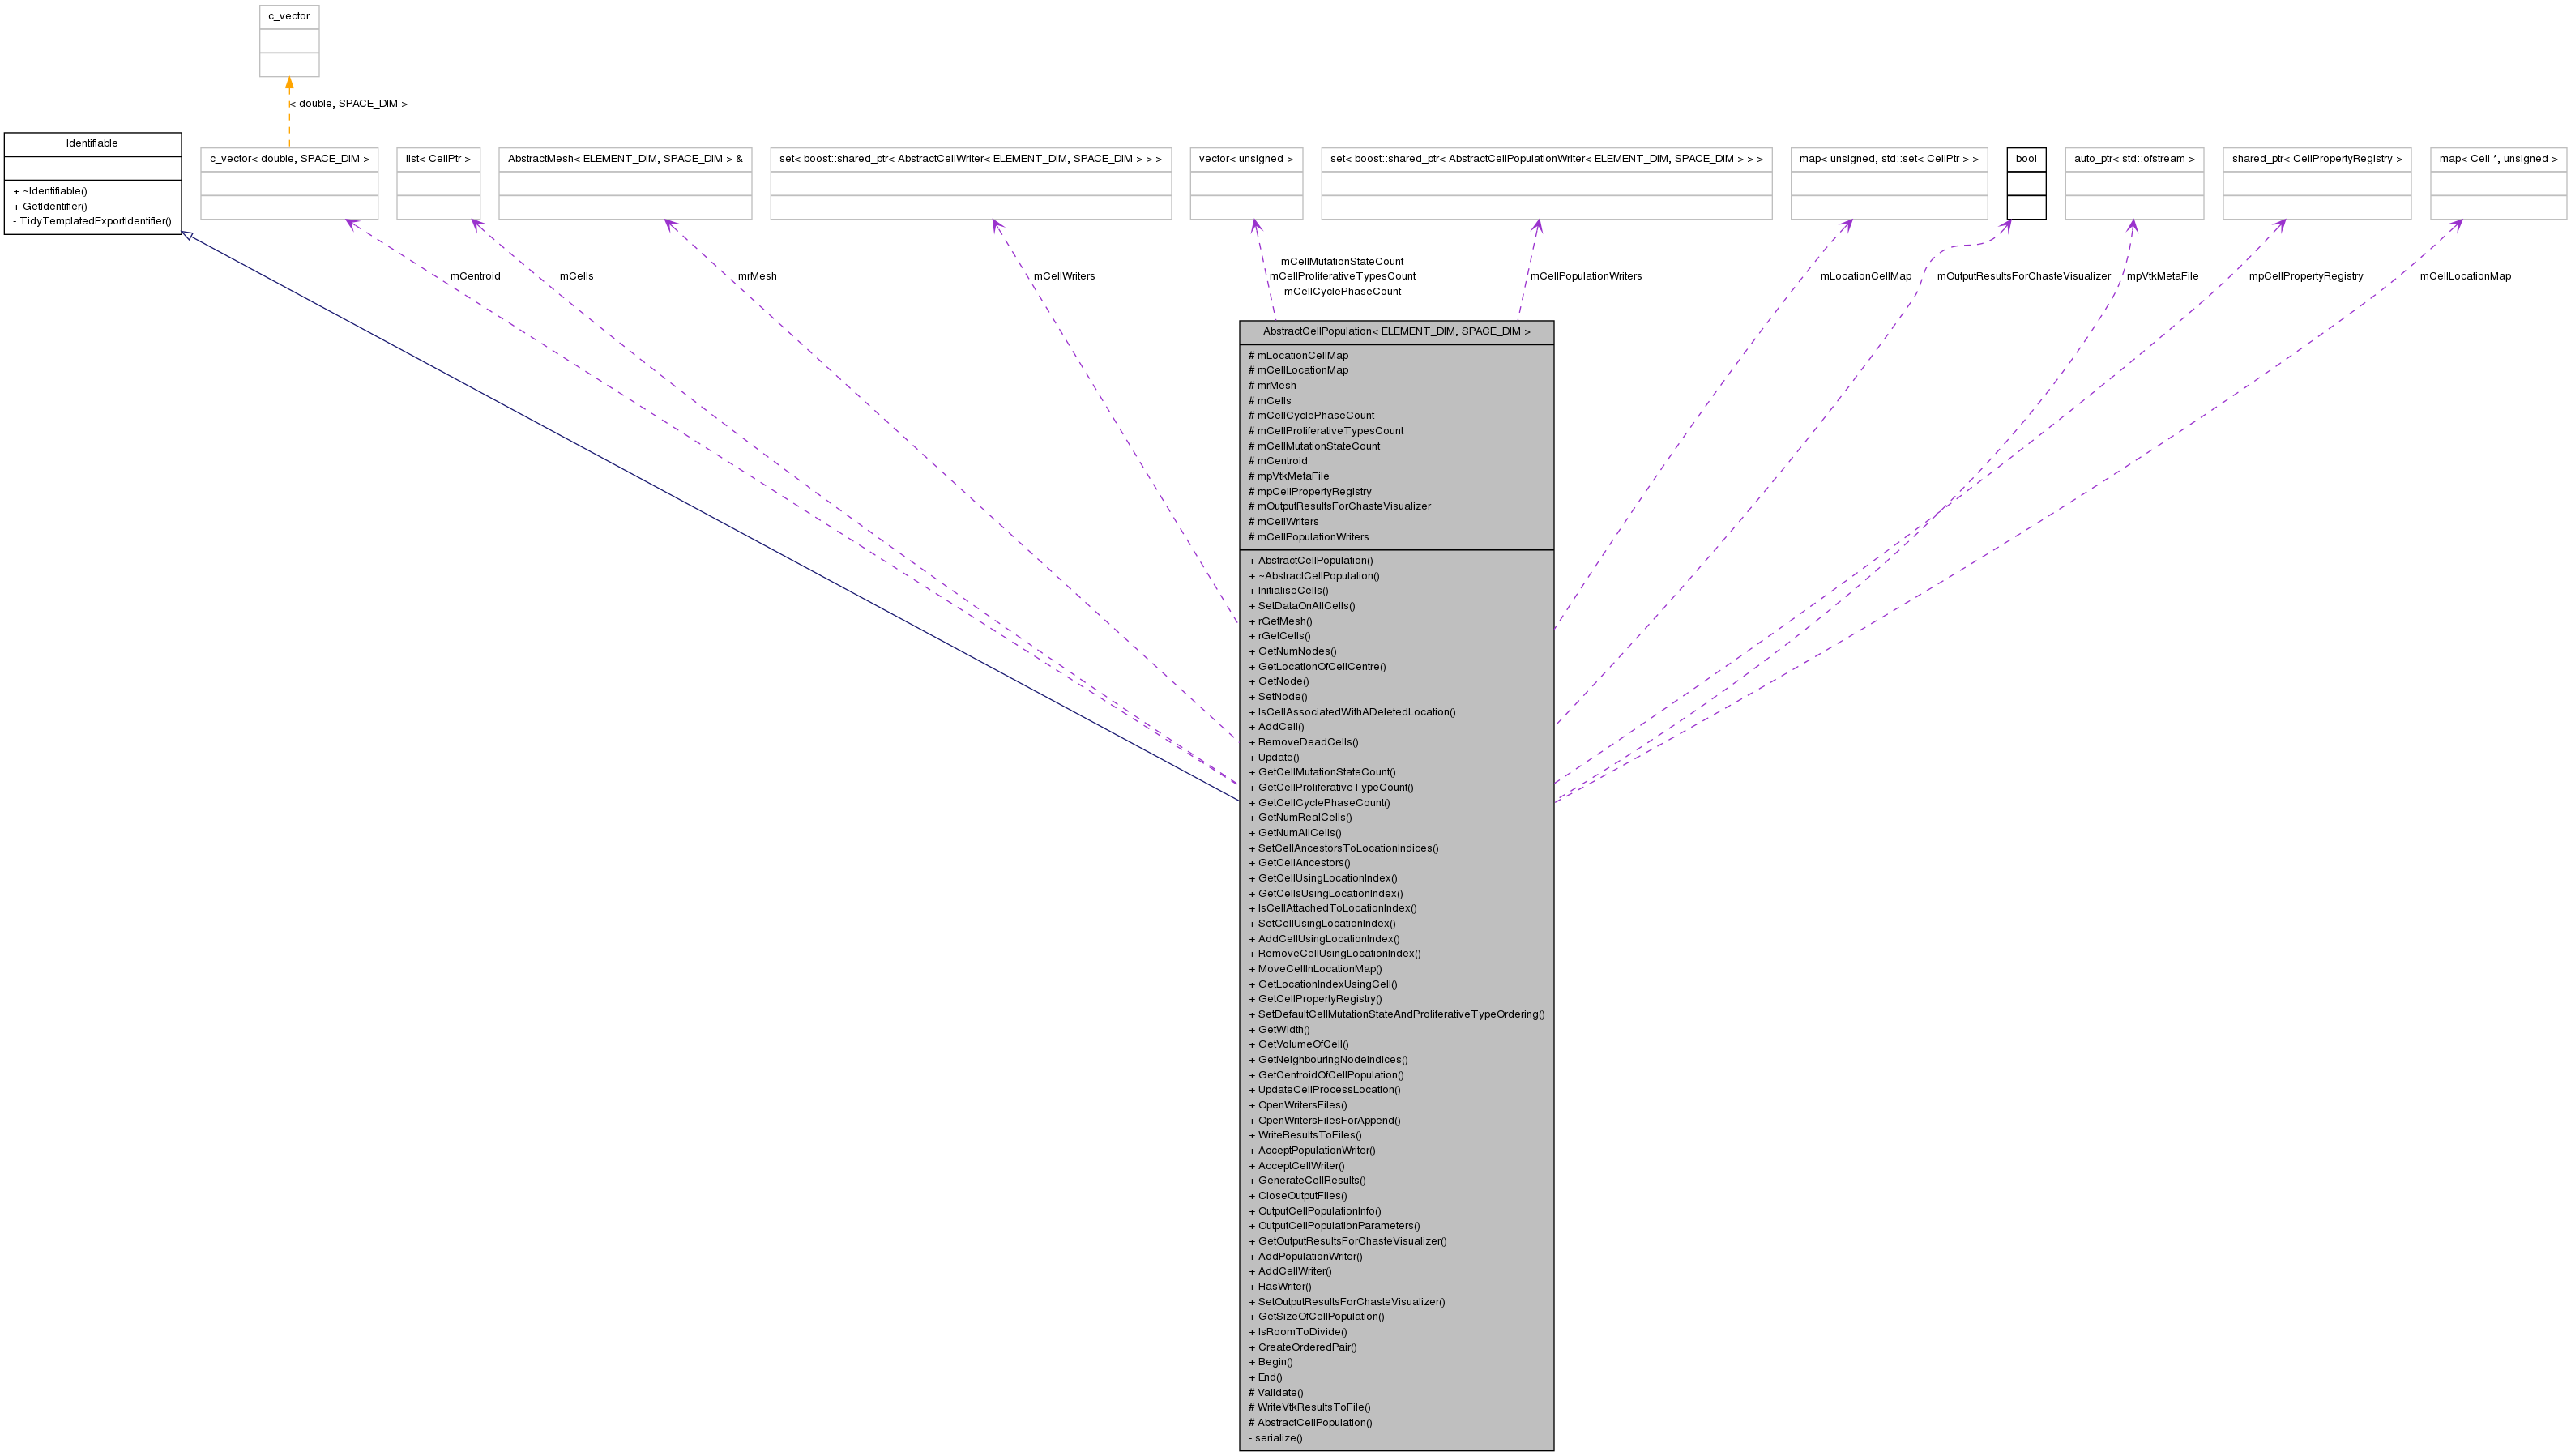 c_vector
< double, SPACE_DIM >
Identifiable
+ ~Identifiable()
+ GetIdentifier()
- TidyTemplatedExportIdentifier()
c_vector< double, SPACE_DIM >
list< CellPtr >
AbstractMesh< ELEMENT_DIM, SPACE_DIM > &
set< boost::shared_ptr< AbstractCellWriter< ELEMENT_DIM, SPACE_DIM > > >
vector< unsigned >
set< boost::shared_ptr< AbstractCellPopulationWriter< ELEMENT_DIM, SPACE_DIM > > >
map< unsigned, std::set< CellPtr > >
bool
auto_ptr< std::ofstream >
shared_ptr< CellPropertyRegistry >
map< Cell *, unsigned >
mCentroid
mCells
mrMesh
mCellWriters
mCellMutationStateCount
mCellProliferativeTypesCount
mCellCyclePhaseCount
mCellPopulationWriters
mLocationCellMap
mOutputResultsForChasteVisualizer
mpVtkMetaFile
mpCellPropertyRegistry
mCellLocationMap
AbstractCellPopulation< ELEMENT_DIM, SPACE_DIM >
# mLocationCellMap
# mCellLocationMap
# mrMesh
# mCells
# mCellCyclePhaseCount
# mCellProliferativeTypesCount
# mCellMutationStateCount
# mCentroid
# mpVtkMetaFile
# mpCellPropertyRegistry
# mOutputResultsForChasteVisualizer
# mCellWriters
# mCellPopulationWriters
+ AbstractCellPopulation()
+ ~AbstractCellPopulation()
+ InitialiseCells()
+ SetDataOnAllCells()
+ rGetMesh()
+ rGetCells()
+ GetNumNodes()
+ GetLocationOfCellCentre()
+ GetNode()
+ SetNode()
+ IsCellAssociatedWithADeletedLocation()
+ AddCell()
+ RemoveDeadCells()
+ Update()
+ GetCellMutationStateCount()
+ GetCellProliferativeTypeCount()
+ GetCellCyclePhaseCount()
+ GetNumRealCells()
+ GetNumAllCells()
+ SetCellAncestorsToLocationIndices()
+ GetCellAncestors()
+ GetCellUsingLocationIndex()
+ GetCellsUsingLocationIndex()
+ IsCellAttachedToLocationIndex()
+ SetCellUsingLocationIndex()
+ AddCellUsingLocationIndex()
+ RemoveCellUsingLocationIndex()
+ MoveCellInLocationMap()
+ GetLocationIndexUsingCell()
+ GetCellPropertyRegistry()
+ SetDefaultCellMutationStateAndProliferativeTypeOrdering()
+ GetWidth()
+ GetVolumeOfCell()
+ GetNeighbouringNodeIndices()
+ GetCentroidOfCellPopulation()
+ UpdateCellProcessLocation()
+ OpenWritersFiles()
+ OpenWritersFilesForAppend()
+ WriteResultsToFiles()
+ AcceptPopulationWriter()
+ AcceptCellWriter()
+ GenerateCellResults()
+ CloseOutputFiles()
+ OutputCellPopulationInfo()
+ OutputCellPopulationParameters()
+ GetOutputResultsForChasteVisualizer()
+ AddPopulationWriter()
+ AddCellWriter()
+ HasWriter()
+ SetOutputResultsForChasteVisualizer()
+ GetSizeOfCellPopulation()
+ IsRoomToDivide()
+ CreateOrderedPair()
+ Begin()
+ End()
# Validate()
# WriteVtkResultsToFile()
# AbstractCellPopulation()
- serialize()